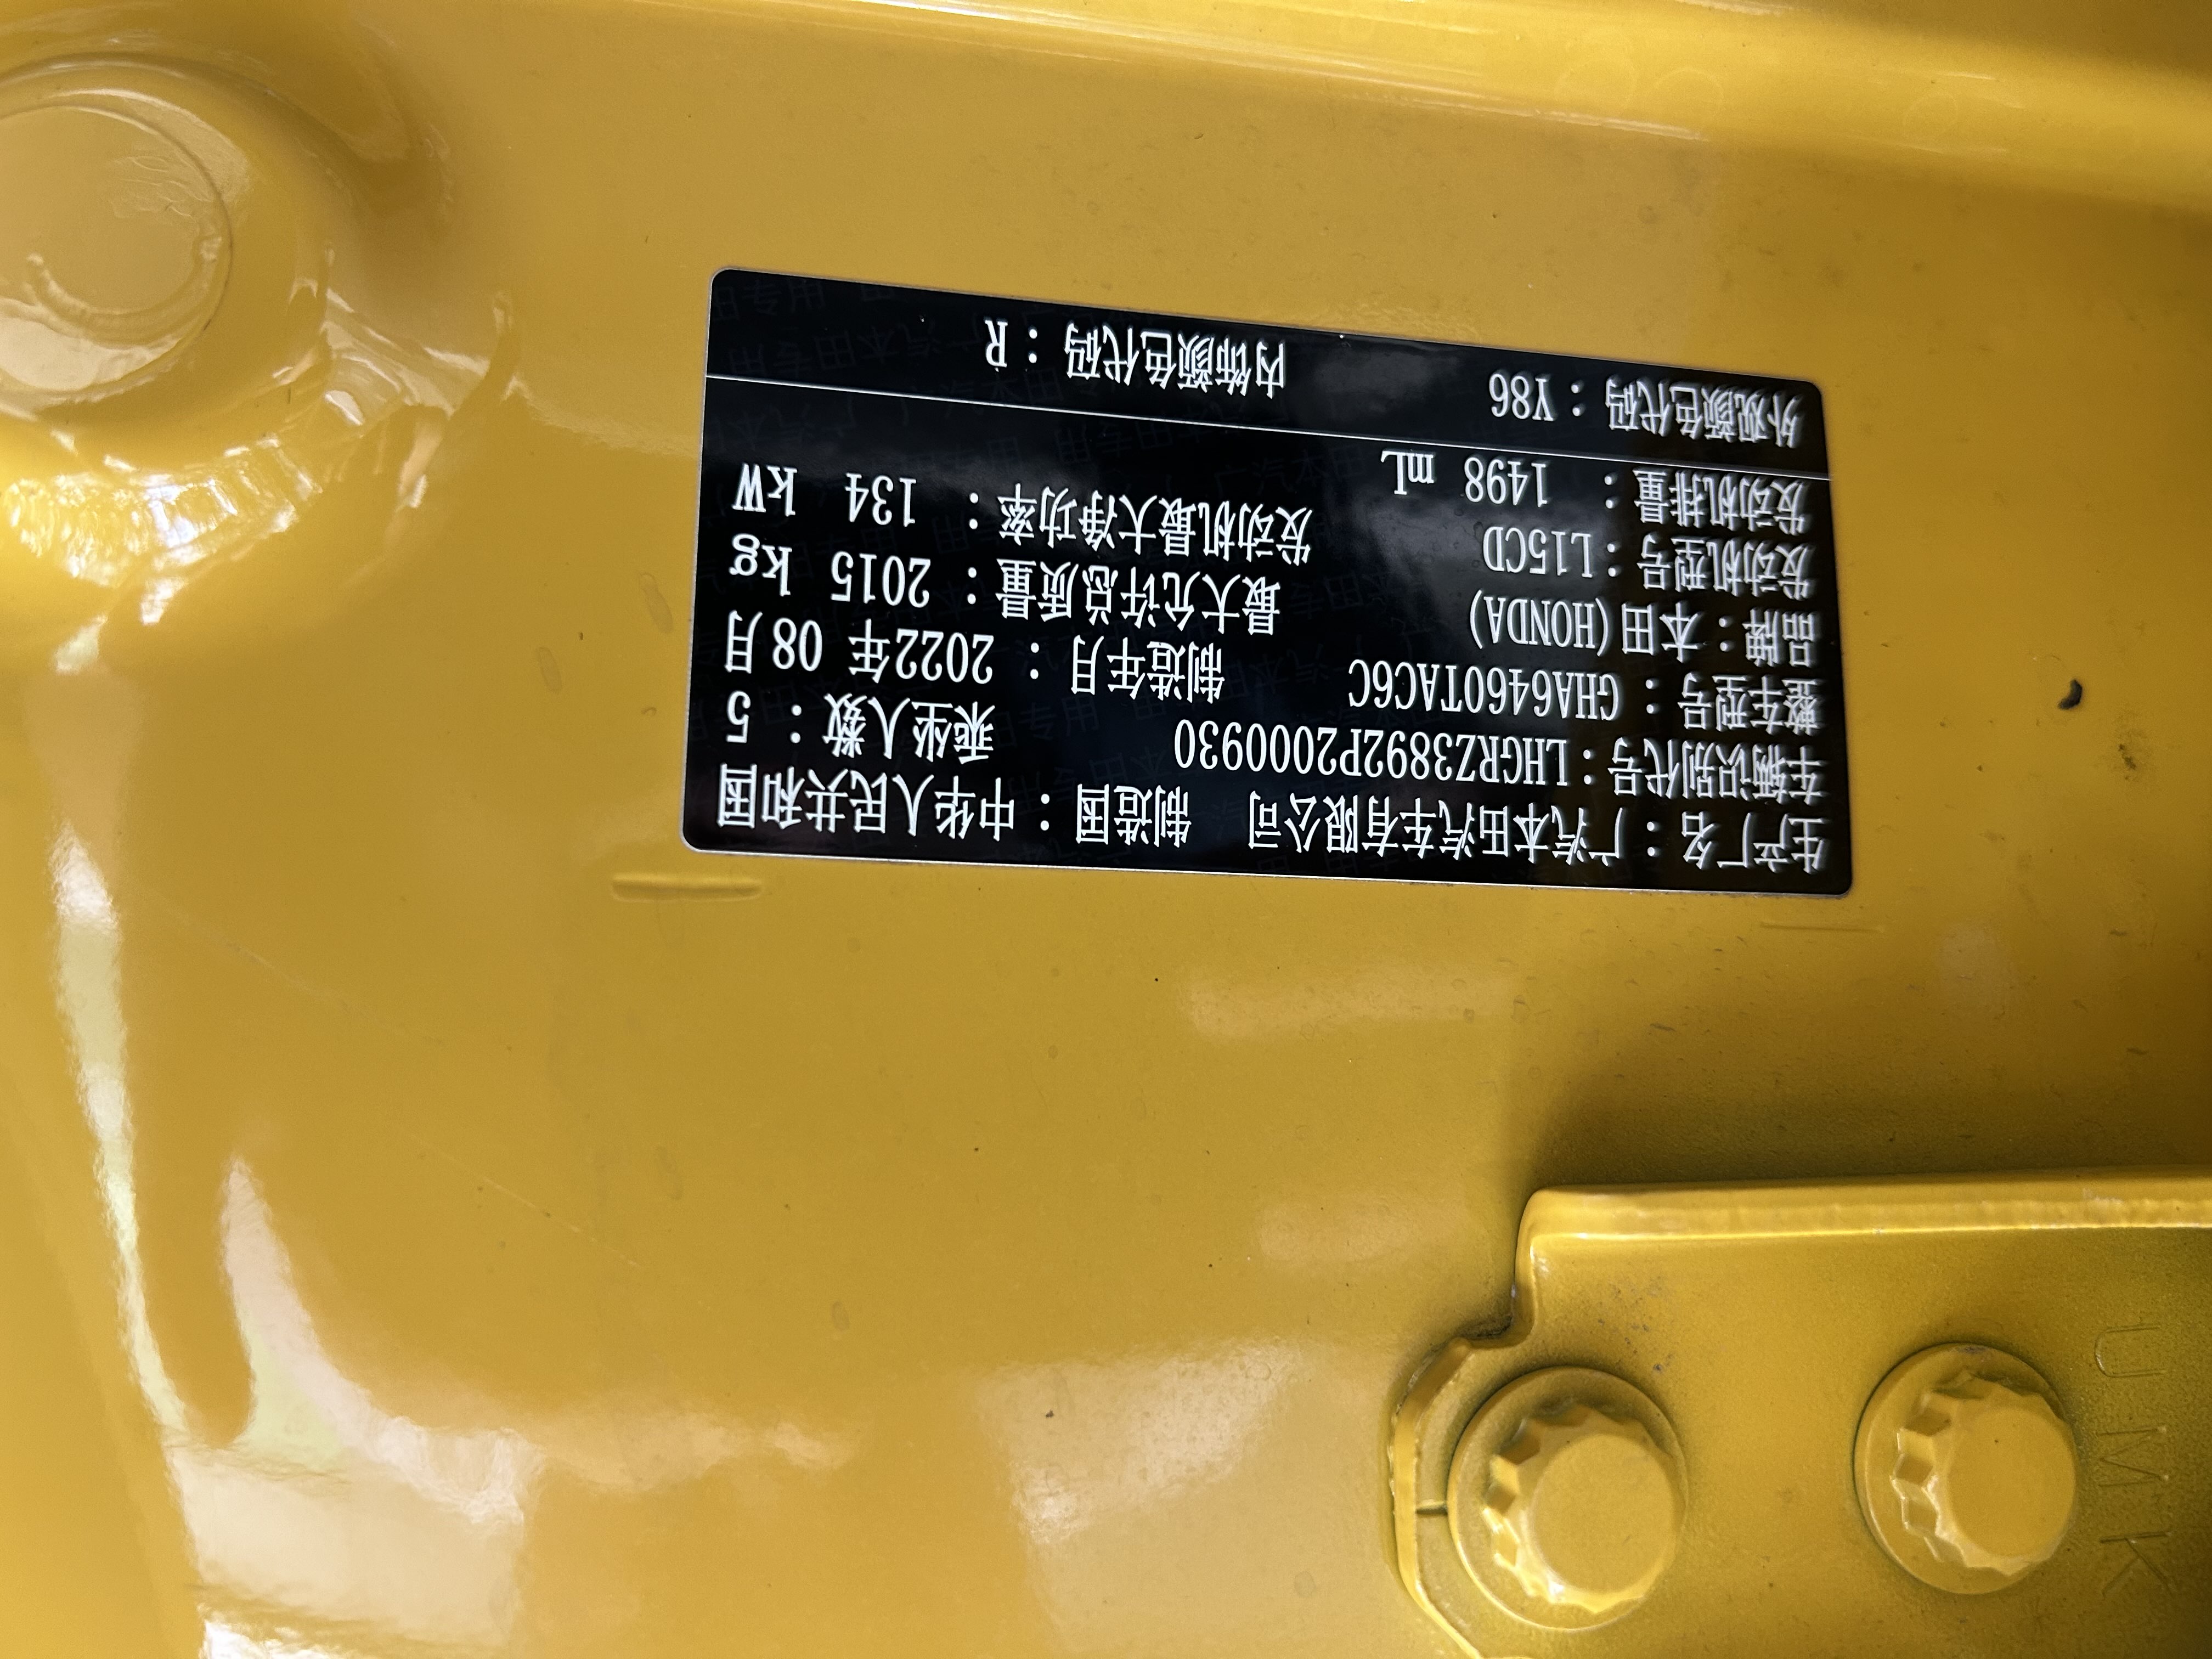 生产厂名：广汽本田汽车有限公司 制造国：中华人民共和国
车辆识别代号：LHGRZ3892P2000930 乘坐人数：5
整车型号：GHA6460TAC6C 制造年月：2022年 08月
品牌：本田(HONDA) 最大允许总质量：2015 kg
发动机型号：L15CD 发动机最大净功率：134 kW
发动机排量：1498 mL
外观颜色代码：Y86 内饰颜色代码：R
UMK